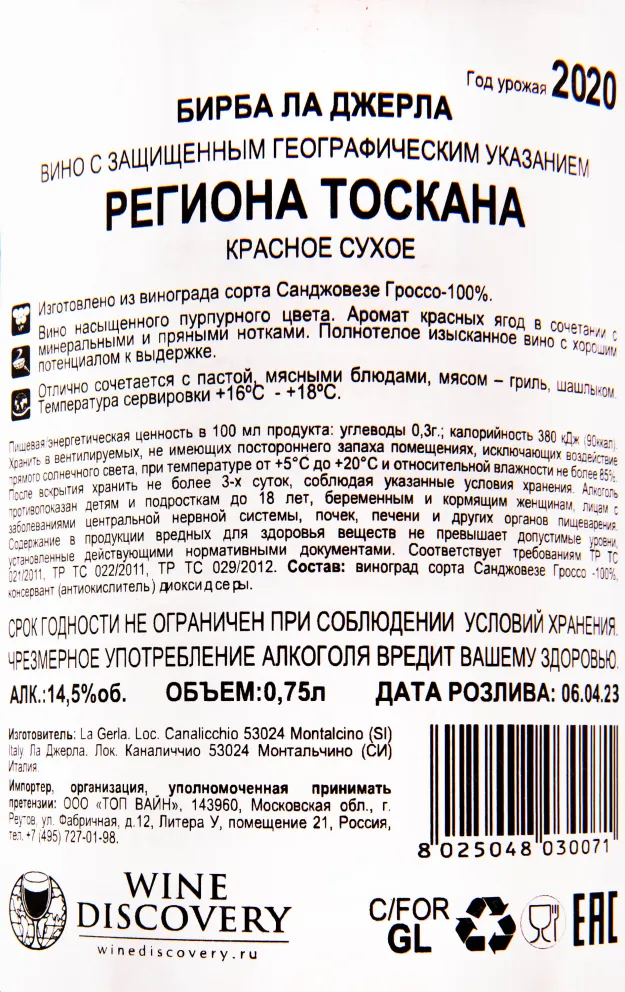 Год урожая 2020
БИРБА ЛА ДЖЕРЛА
ВИНО С ЗАЩИЩЕННЫМ ГЕОГРАФИЧЕСКИМ УКАЗАНИЕМ
РЕГИОНА ТОСКАНА
КРАСНОЕ СУХОЕ
Изготовлено из винограда сорта Санджовезе Гроссо-100%.
Вино насыщенного пурпурного цвета. Аромат красных ягод в сочетании с
минеральными и пряными нотками. Полнотелое изысканное вино с хорошим
потенциалом к выдержке.
Отлично сочетается с пастой, мясными блюдами, мясом – гриль, шашлыком.
Температура сервировки +16°С - +18°С.
Пищевая/энергетическая ценность в 100 мл продукта: углеводы 0,3г.; калорийность 380 кДж (90ккал).
Хранить в вентилируемых, не имеющих постороннего запаха помещениях, исключающих воздействие
прямого солнечного света, при температуре от +5°С до +20°С и относительной влажности не более 85%.
После вскрытия хранить не более 3-х суток, соблюдая указанные условия хранения. Алкоголь
противопоказан детям и подросткам до 18 лет, беременным и кормящим женщинам, лицам с
заболеваниями центральной нервной системы, почек, печени и других органов пищеварения.
Содержание в продукции вредных для здоровья веществ не превышает допустимые уровни,
установленные действующими нормативными документами. Соответствует требованиям ТР ТС
021/2011, ТР ТС 022/2011, ТР ТС 029/2012. Состав: виноград сорта Санджовезе Гроссо -100%,
консервант (антиокислитель) диоксид серы.
СРОК ГОДНОСТИ НЕ ОГРАНИЧЕН ПРИ СОБЛЮДЕНИИ УСЛОВИЙ ХРАНЕНИЯ.
ЧРЕЗМЕРНОЕ УПОТРЕБЛЕНИЕ АЛКОГОЛЯ ВРЕДИТ ВАШЕМУ ЗДОРОВЬЮ.
АЛК.:14,5%об. ОБЪЕМ:0,75л ДАТА РОЗЛИВА: 06.04.23
Изготовитель: La Gerla. Loc. Canalicchio 53024 Montalcino (SI)
Italy Ла Джерла. Лок. Каналиччио 53024 Монтальчино (СИ)
Италия
Импортер, организация, уполномоченная принимать
претензии: ООО «ТОП ВАЙН», 143960, Московская обл., г.
Реутов, ул. Фабричная, д.12, Литера У, помещение 21, Россия,
тел. +7 (495) 727-01-98.
8 025048 030071
WINE
DISCOVERY
winediscovery.ru
C/FOR
GL
EAC